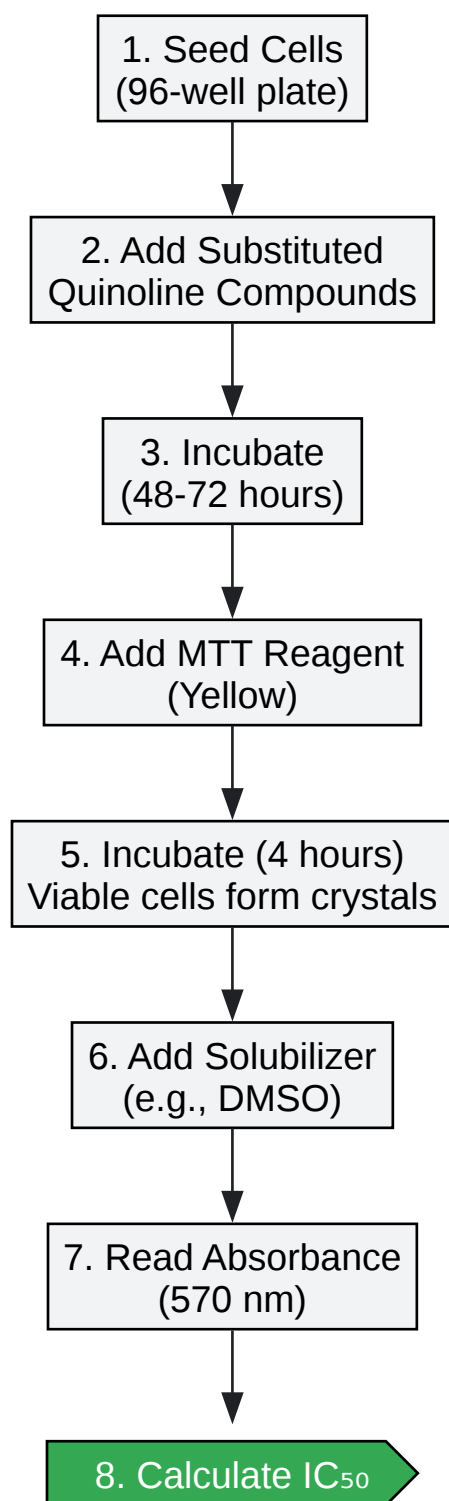 1. Seed Cells
(96-well plate)
2. Add Substituted
Quinoline Compounds
3. Incubate
(48-72 hours)
4. Add MTT Reagent
(Yellow)
5. Incubate (4 hours)
Viable cells form crystals
6. Add Solubilizer
(e.g., DMSO)
7. Read Absorbance
(570 nm)
8. Calculate IC₅₀